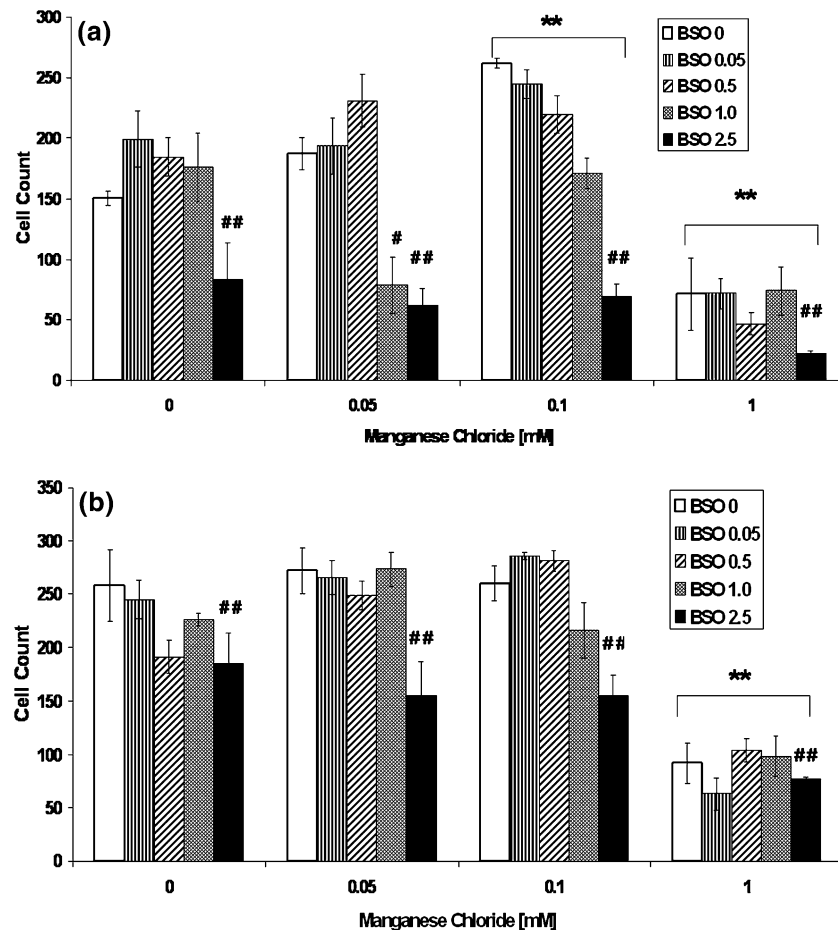 (a)
Cell Count
300
250
200
150
100
50
0
##
#
##
**
##
**
##
BSO 0
BSO 0.05
BSO 0.5
BSO 1.0
BSO 2.5
0 0.05 0.1 1
Manganese Chloride [mM]
(b)
Cell Count
350
300
250
200
150
100
50
0
##
##
##
**
##
BSO 0
BSO 0.05
BSO 0.5
BSO 1.0
BSO 2.5
0 0.05 0.1 1
Manganese Chloride [mM]